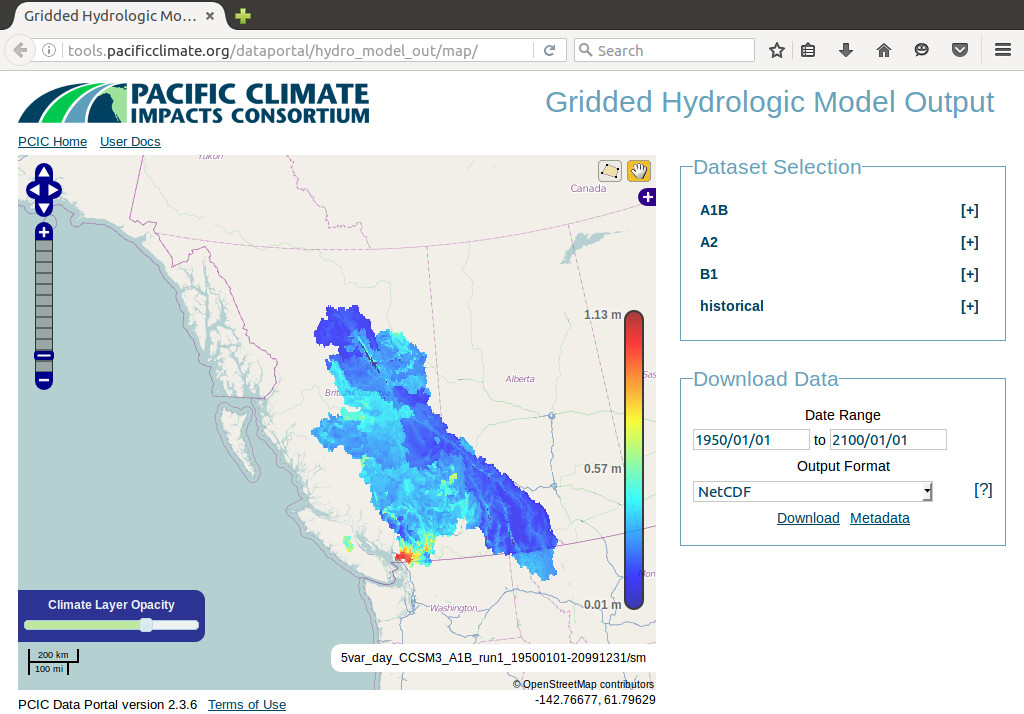 Gridded Hydrologic Mo...
tools.pacificclimate.org/dataportal/hydro_model_out/map/
Search
PACIFIC CLIMATE
IMPACTS CONSORTIUM
Gridded Hydrologic Model Output
PCIC Home User Docs
Yukon
Canada
Alberta
Washington
1.13 m
0.57 m
0.01 m
Climate Layer Opacity
200 km
100 mi
5var_day_CCSM3_A1B_run1_19500101-20991231/sm
© OpenStreetMap contributors
-142.76677, 61.79629
PCIC Data Portal version 2.3.6 Terms of Use
Dataset Selection
A1B [+]
A2 [+]
B1 [+]
historical [+]
Download Data
Date Range
1950/01/01 to 2100/01/01
Output Format
NetCDF [?]
Download Metadata